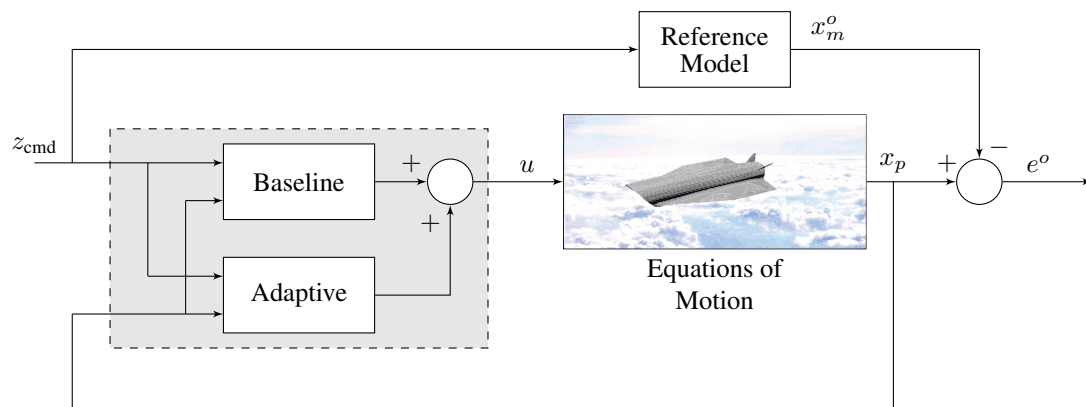 Reference
Model
x_m^o
z_cmd
Baseline
+
+
u
x_p
+
−
e^o
Adaptive
Equations of
Motion